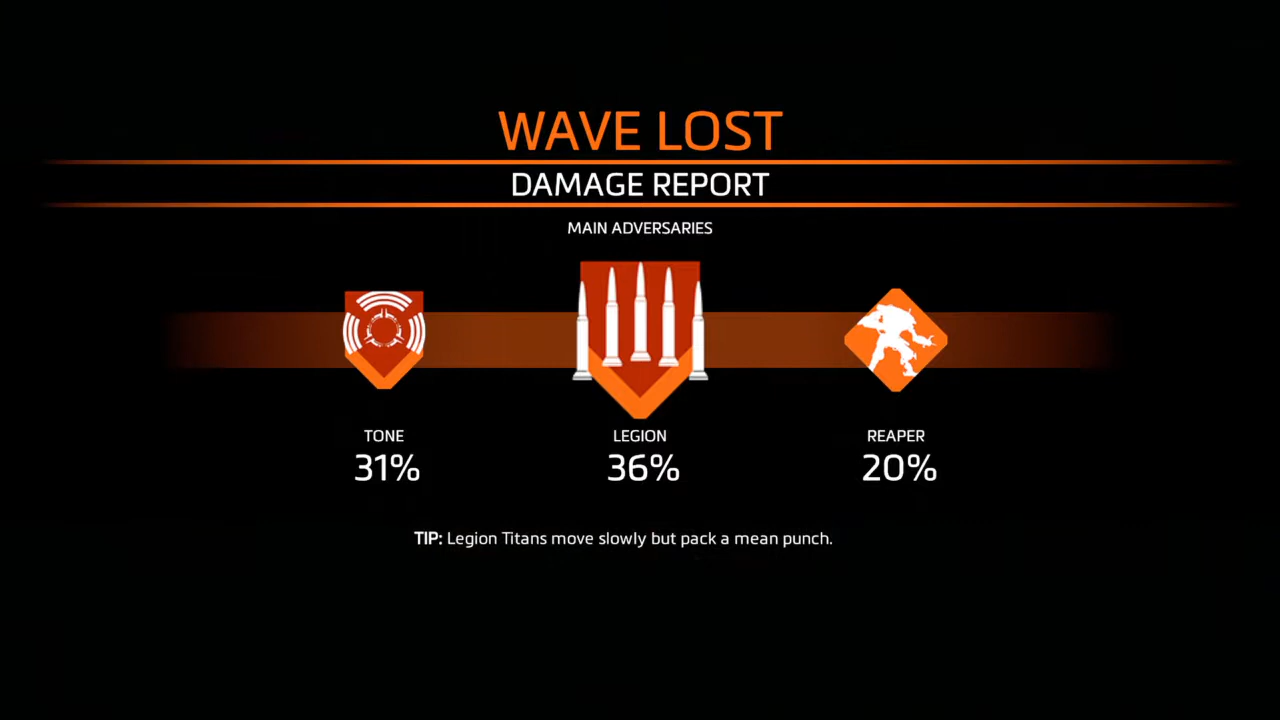 WAVE LOST
DAMAGE REPORT
MAIN ADVERSARIES
TONE LEGION REAPER
31% 36% 20%
TIP: Legion Titans move slowly but pack a mean punch.